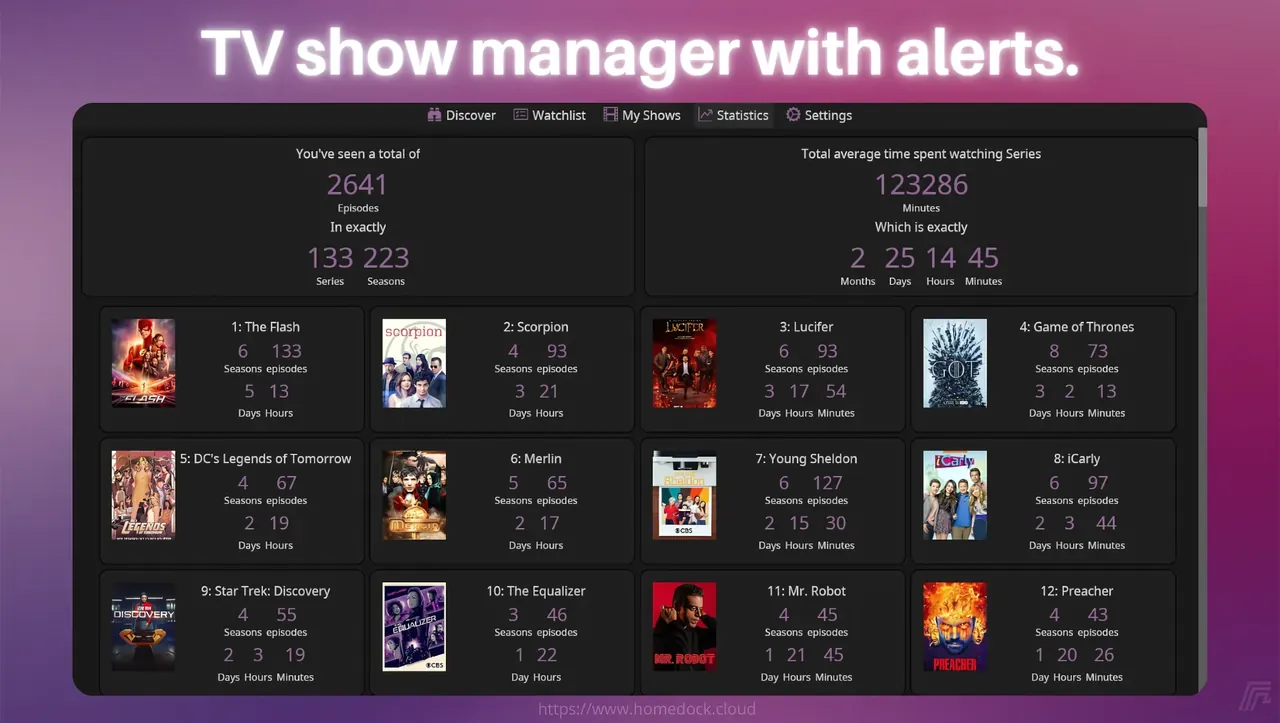 TV show manager with alerts.
Discover Watchlist My Shows Statistics Settings
You've seen a total of
2641
Episodes
In exactly
133 223
Series Seasons
Total average time spent watching Series
123286
Minutes
Which is exactly
2 25 14 45
Months Days Hours Minutes
FLASH
1: The Flash
6 133
Seasons episodes
5 13
Days Hours
scorpion
2: Scorpion
4 93
Seasons episodes
3 21
Days Hours
LUCIFER
3: Lucifer
6 93
Seasons episodes
3 17 54
Days Hours Minutes
GOT
4: Game of Thrones
8 73
Seasons episodes
3 2 13
Days Hours Minutes
LEGENDS
5: DC's Legends of Tomorrow
4 67
Seasons episodes
2 19
Days Hours
Merlin
6: Merlin
5 65
Seasons episodes
2 17
Days Hours
Sheldon
CBS
7: Young Sheldon
6 127
Seasons episodes
2 15 30
Days Hours Minutes
iCarly
8: iCarly
6 97
Seasons episodes
2 3 44
Days Hours Minutes
STAR TREK
DISCOVERY
9: Star Trek: Discovery
4 55
Seasons episodes
2 3 19
Days Hours Minutes
EQUALIZER
CBS
10: The Equalizer
3 46
Seasons episodes
1 22
Day Hours
MR. ROBOT
11: Mr. Robot
4 45
Seasons episodes
1 21 45
Day Hours Minutes
PREACHER
12: Preacher
4 43
Seasons episodes
1 20 26
Day Hours Minutes
https://www.homedock.cloud